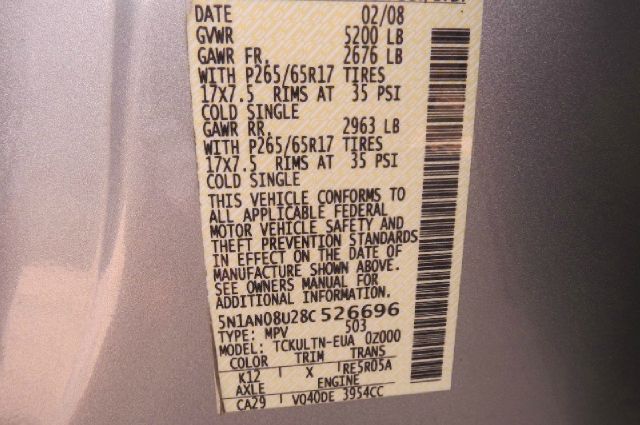 DATE 02/08
GVWR 5200 LB
GAWR FR. 2676 LB
WITH P265/65R17 TIRES
17X7.5 RIMS AT 35 PSI
COLD SINGLE
GAWR RR. 2963 LB
WITH P265/65R17 TIRES
17X7.5 RIMS AT 35 PSI
COLD SINGLE
THIS VEHICLE CONFORMS TO
ALL APPLICABLE FEDERAL
MOTOR VEHICLE SAFETY AND
THEFT PREVENTION STANDARDS
IN EFFECT ON THE DATE OF
MANUFACTURE SHOWN ABOVE.
SEE OWNERS MANUAL FOR
ADDITIONAL INFORMATION.
5N1AN08U28C526696
TYPE: MPV 503
MODEL: TCKULTN-EUA 0Z000
COLOR TRIM TRANS
K12 X RE5R05A
AXLE ENGINE
CA29 VQ40DE 3954CC